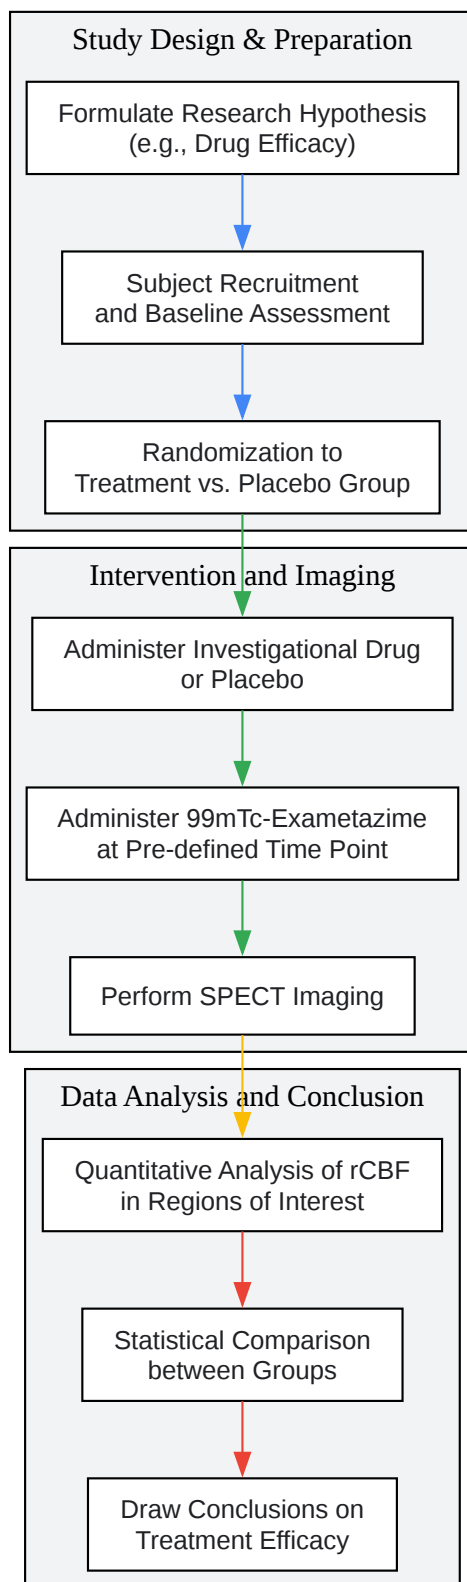 Study Design & Preparation
Formulate Research Hypothesis
(e.g., Drug Efficacy)
Subject Recruitment
and Baseline Assessment
Randomization to
Treatment vs. Placebo Group
Intervention and Imaging
Administer Investigational Drug
or Placebo
Administer 99mTc-Exametazime
at Pre-defined Time Point
Perform SPECT Imaging
Data Analysis and Conclusion
Quantitative Analysis of rCBF
in Regions of Interest
Statistical Comparison
between Groups
Draw Conclusions on
Treatment Efficacy